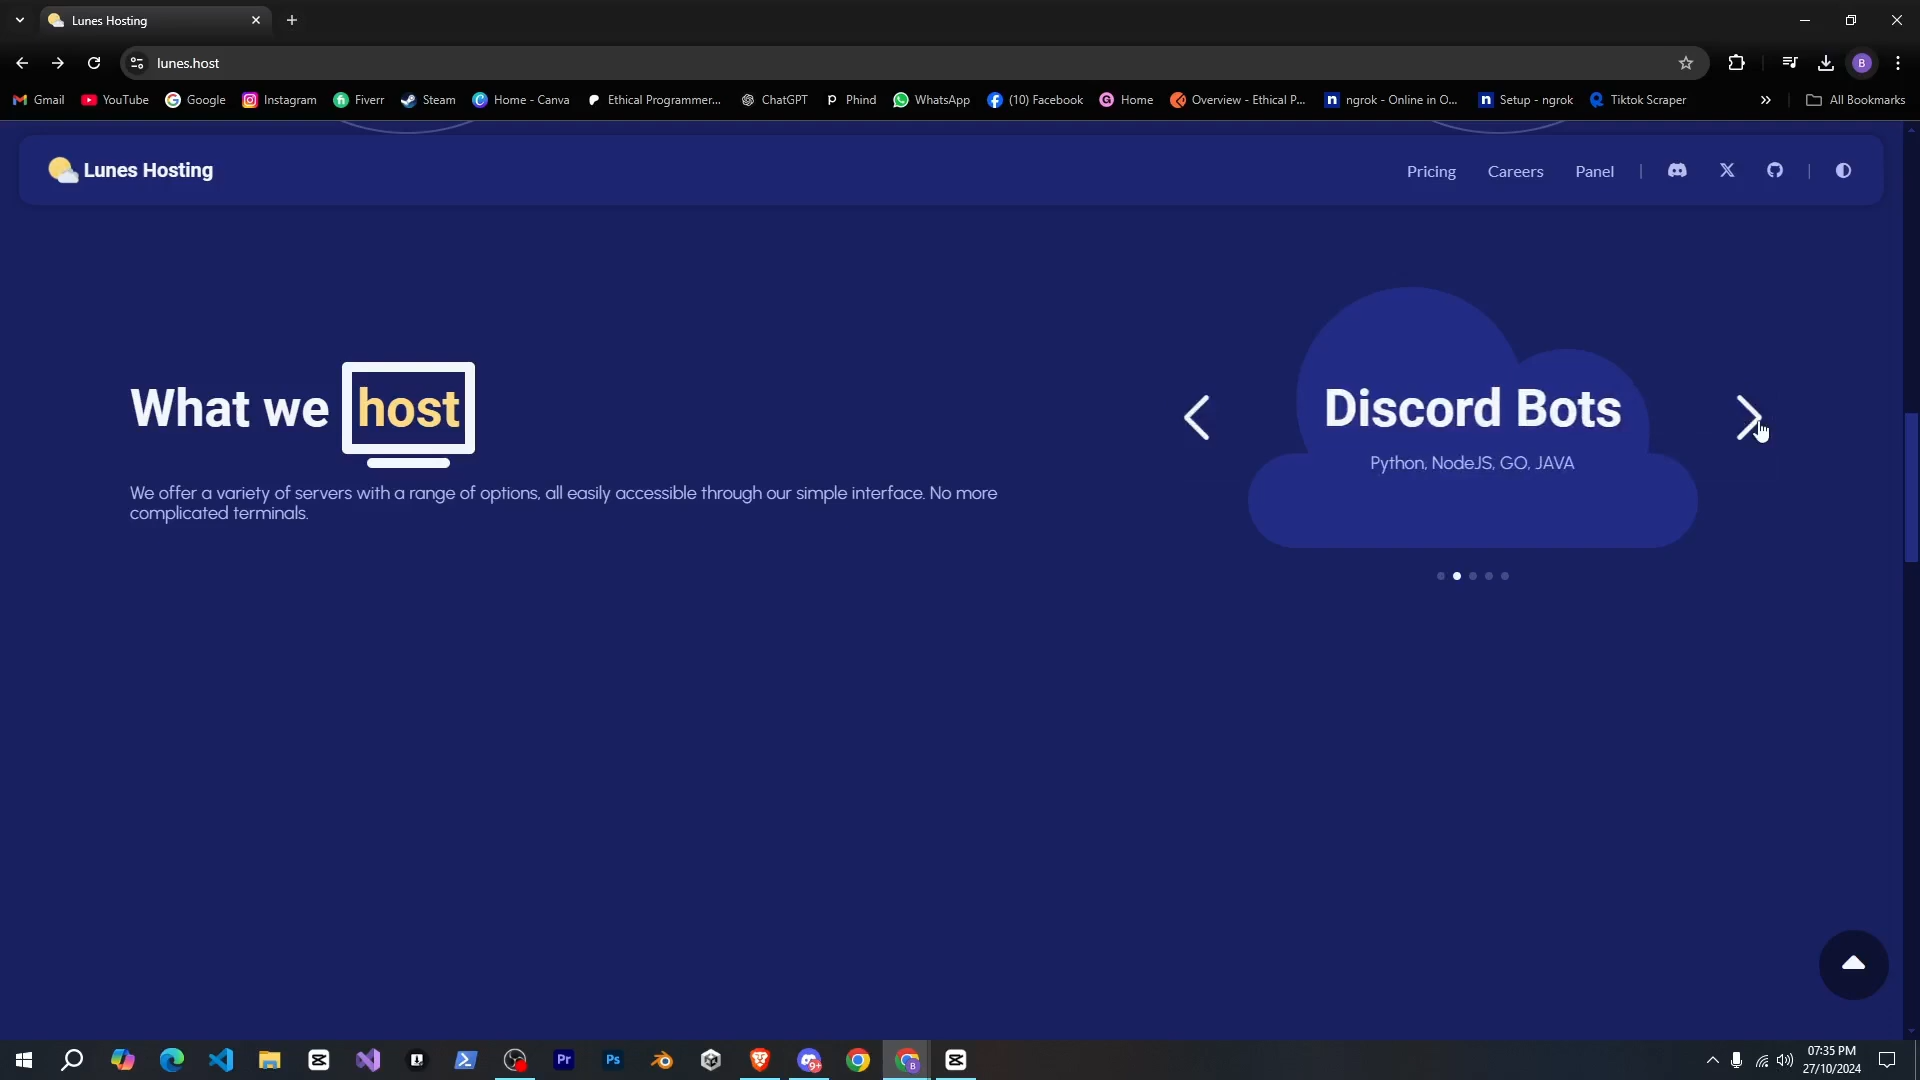 Lunes Hosting
lunes.host
B
Gmail
YouTube
Google
Instagram
Fiverr
Steam
Home - Canva
Ethical Programmer...
ChatGPT
Phind
WhatsApp
(10) Facebook
Home
Overview - Ethical P...
ngrok - Online in O...
Setup - ngrok
Tiktok Scraper
All Bookmarks
Lunes Hosting
Pricing
Careers
Panel
What we host
We offer a variety of servers with a range of options, all easily accessible through our simple interface. No more
complicated terminals.
Discord Bots
Python, NodeJS, GO, JAVA
Pr
Ps
9+
B
07:35 PM
27/10/2024